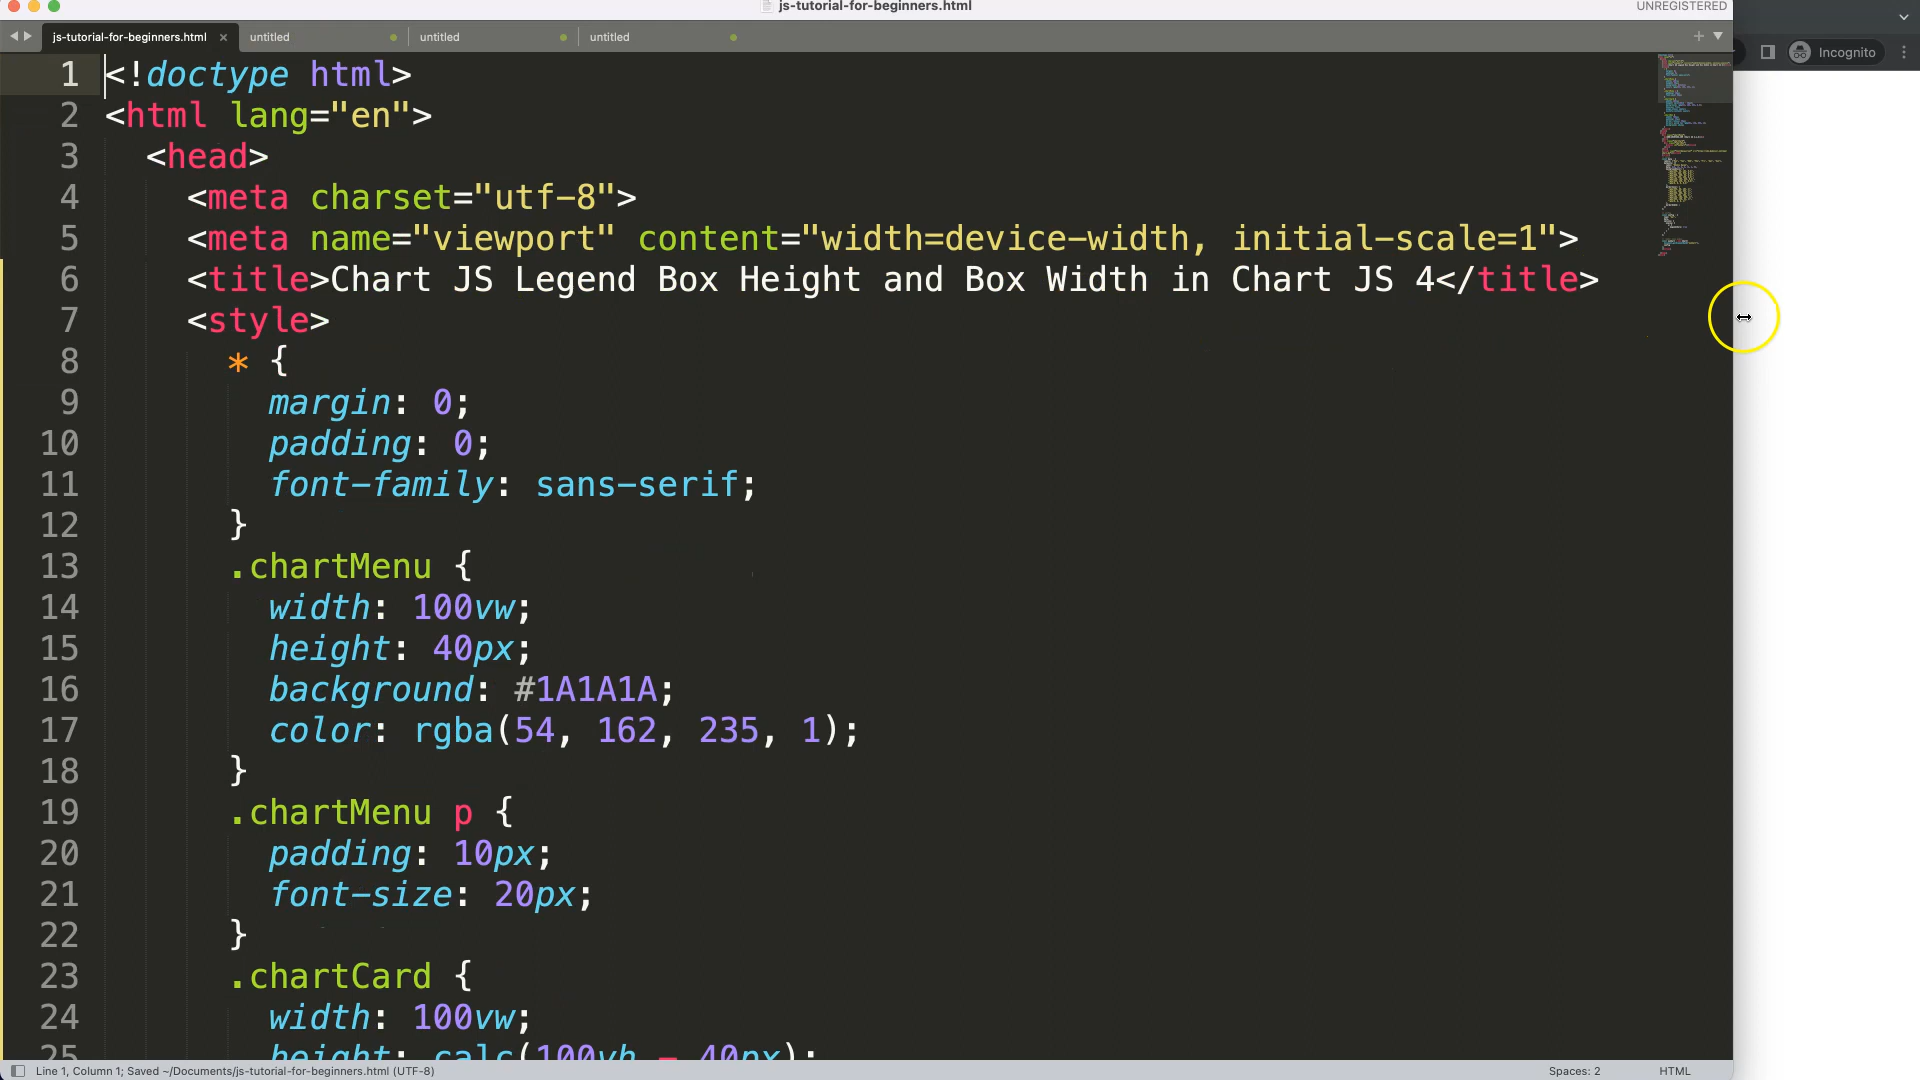 js-tutorial-for-beginners.html
UNREGISTERED
js-tutorial-for-beginners.html × untitled untitled untitled
Incognito
1 <!doctype html>
2 <html lang="en">
3 <head>
4 <meta charset="utf-8">
5 <meta name="viewport" content="width=device-width, initial-scale=1">
6 <title>Chart JS Legend Box Height and Box Width in Chart JS 4</title>
7 <style>
8 * {
9 margin: 0;
10 padding: 0;
11 font-family: sans-serif;
12 }
13 .chartMenu {
14 width: 100vw;
15 height: 40px;
16 background: #1A1A1A;
17 color: rgba(54, 162, 235, 1);
18 }
19 .chartMenu p {
20 padding: 10px;
21 font-size: 20px;
22 }
23 .chartCard {
24 width: 100vw;
25 height: calc(100vh - 40px);
Line 1, Column 1; Saved ~/Documents/js-tutorial-for-beginners.html (UTF-8)
Spaces: 2
HTML